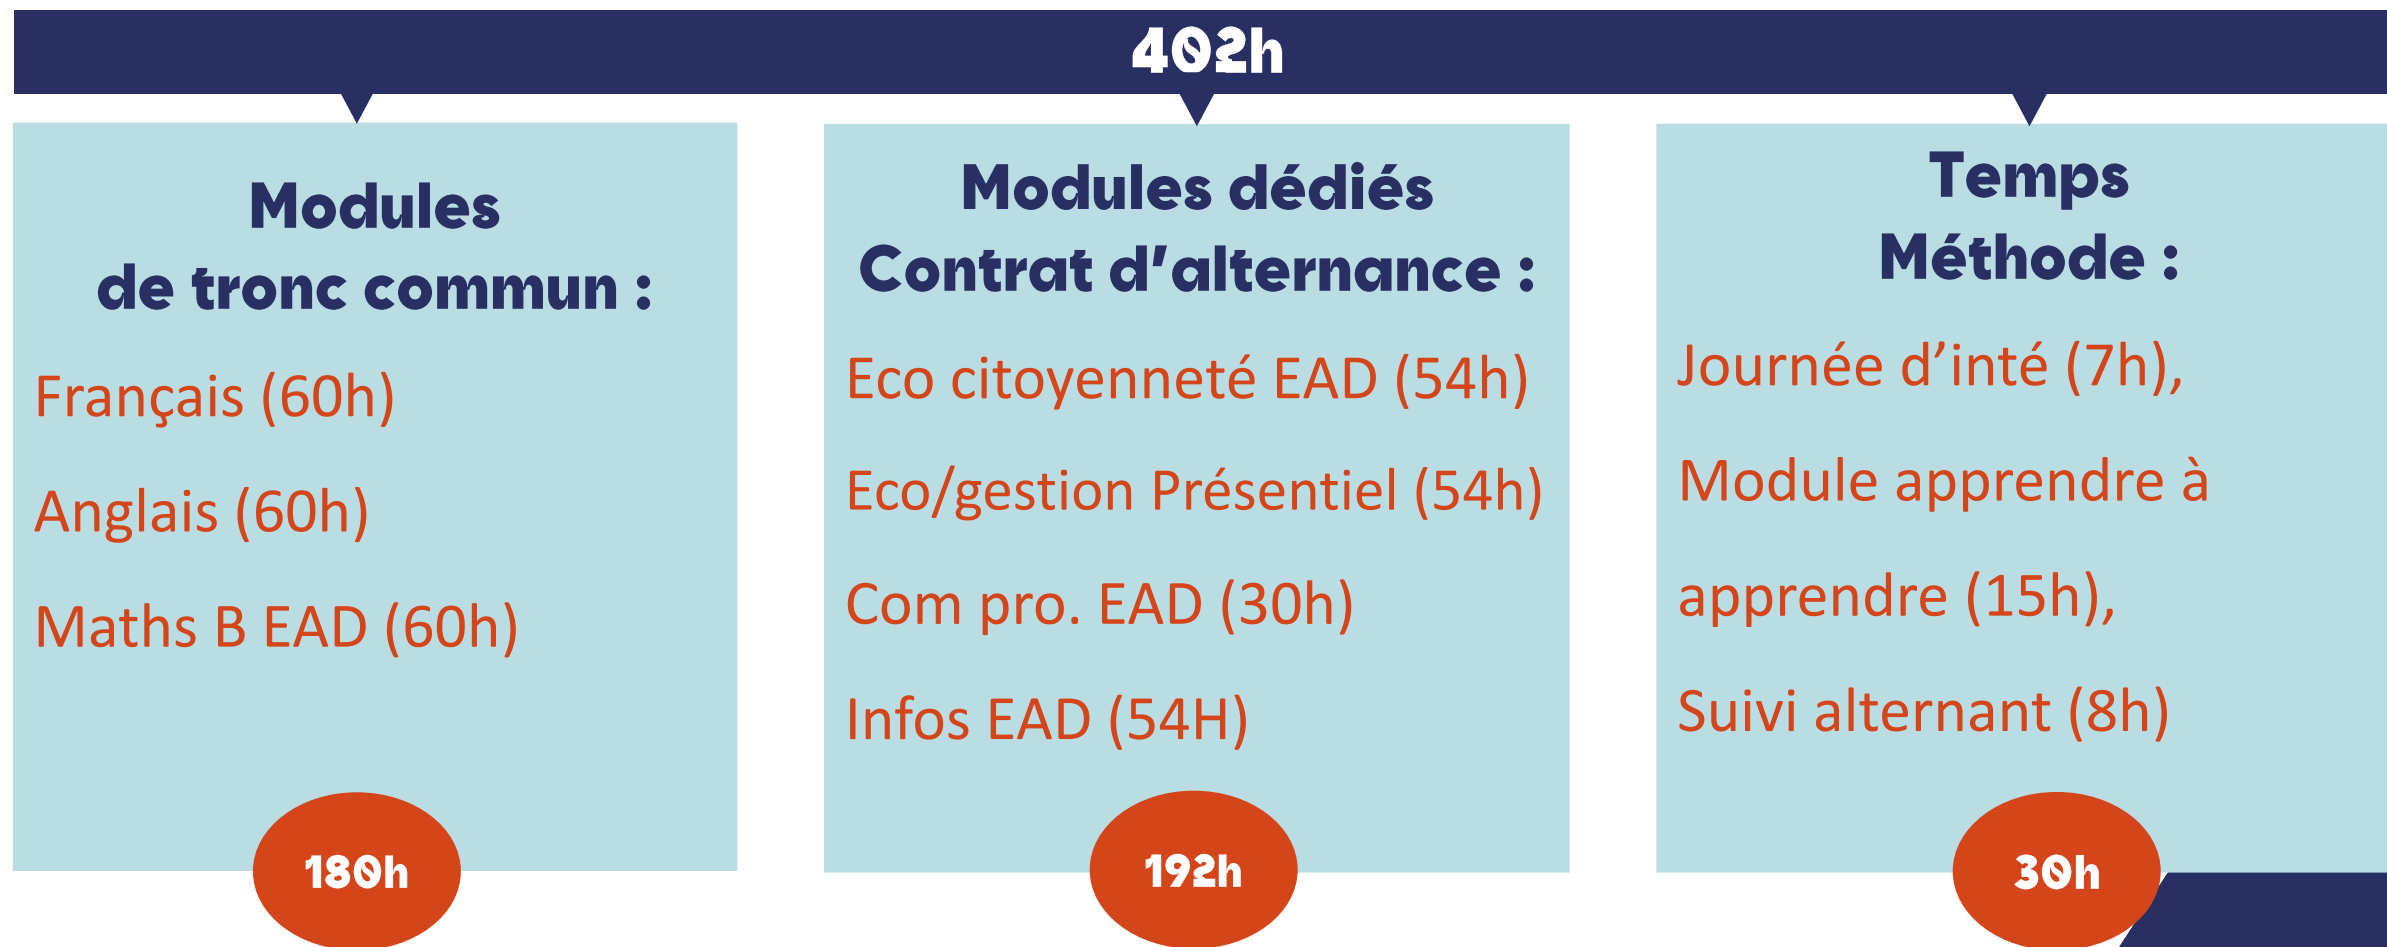 402h
Modules
de tronc commun :
Français (60h)
Anglais (60h)
Maths B EAD (60h)
180h
Modules dédiés
Contrat d’alternance :
Eco citoyenneté EAD (54h)
Eco/gestion Présentiel (54h)
Com pro. EAD (30h)
Infos EAD (54H)
192h
Temps
Méthode :
Journée d’inté (7h),
Module apprendre à
apprendre (15h),
Suivi alternant (8h)
30h